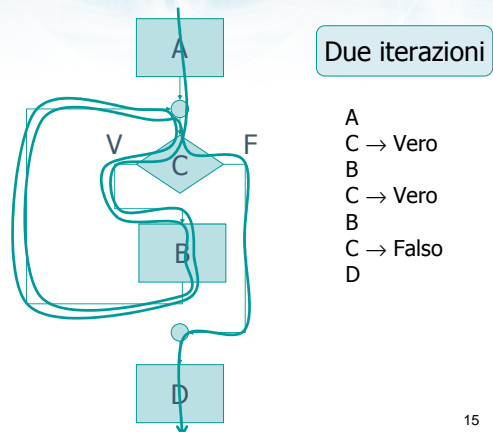 A
Due iterazioni
V
C
F
B
D
A
C → Vero
B
C → Vero
B
C → Falso
D
15